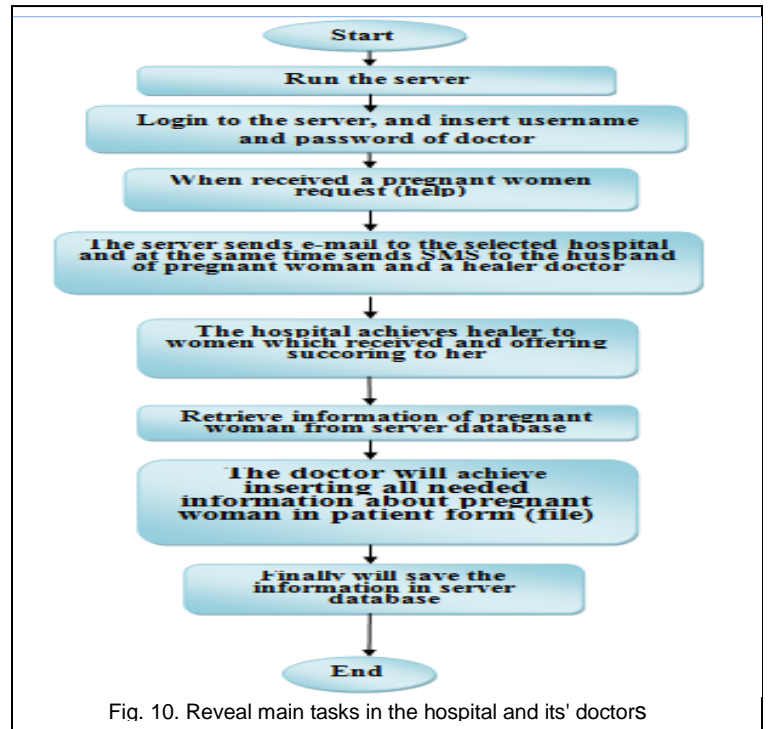 Start
Run the server
Login to the server, and insert username
and password of doctor
When received a pregnant women
request (help)
The server sends e-mail to the selected hospital
and at the same time sends SMS to the husband
of pregnant woman and a healer doctor
The hospital achieves healer to
women which received and offering
succoring to her
Retrieve information of pregnant
woman from server database
The doctor will achieve
inserting all needed
information about pregnant
woman in patient form (file)
Finally will save the
information in server
database
End
Fig. 10. Reveal main tasks in the hospital and its' doctors